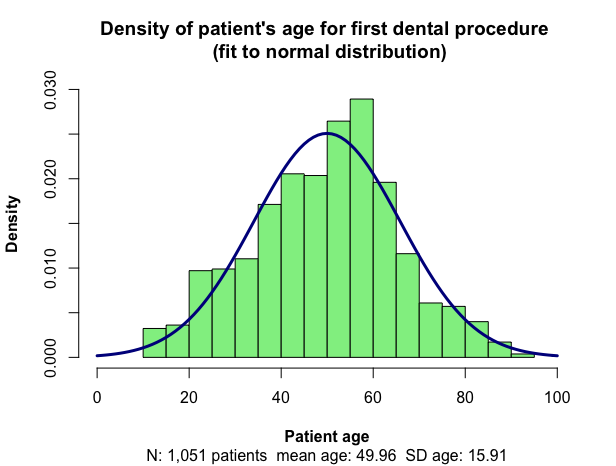 Density of patient's age for first dental procedure
(fit to normal distribution)
0.030
0.020
0.010
0.000
Density
0 20 40 60 80 100
Patient age
N: 1,051 patients  mean age: 49.96  SD age: 15.91